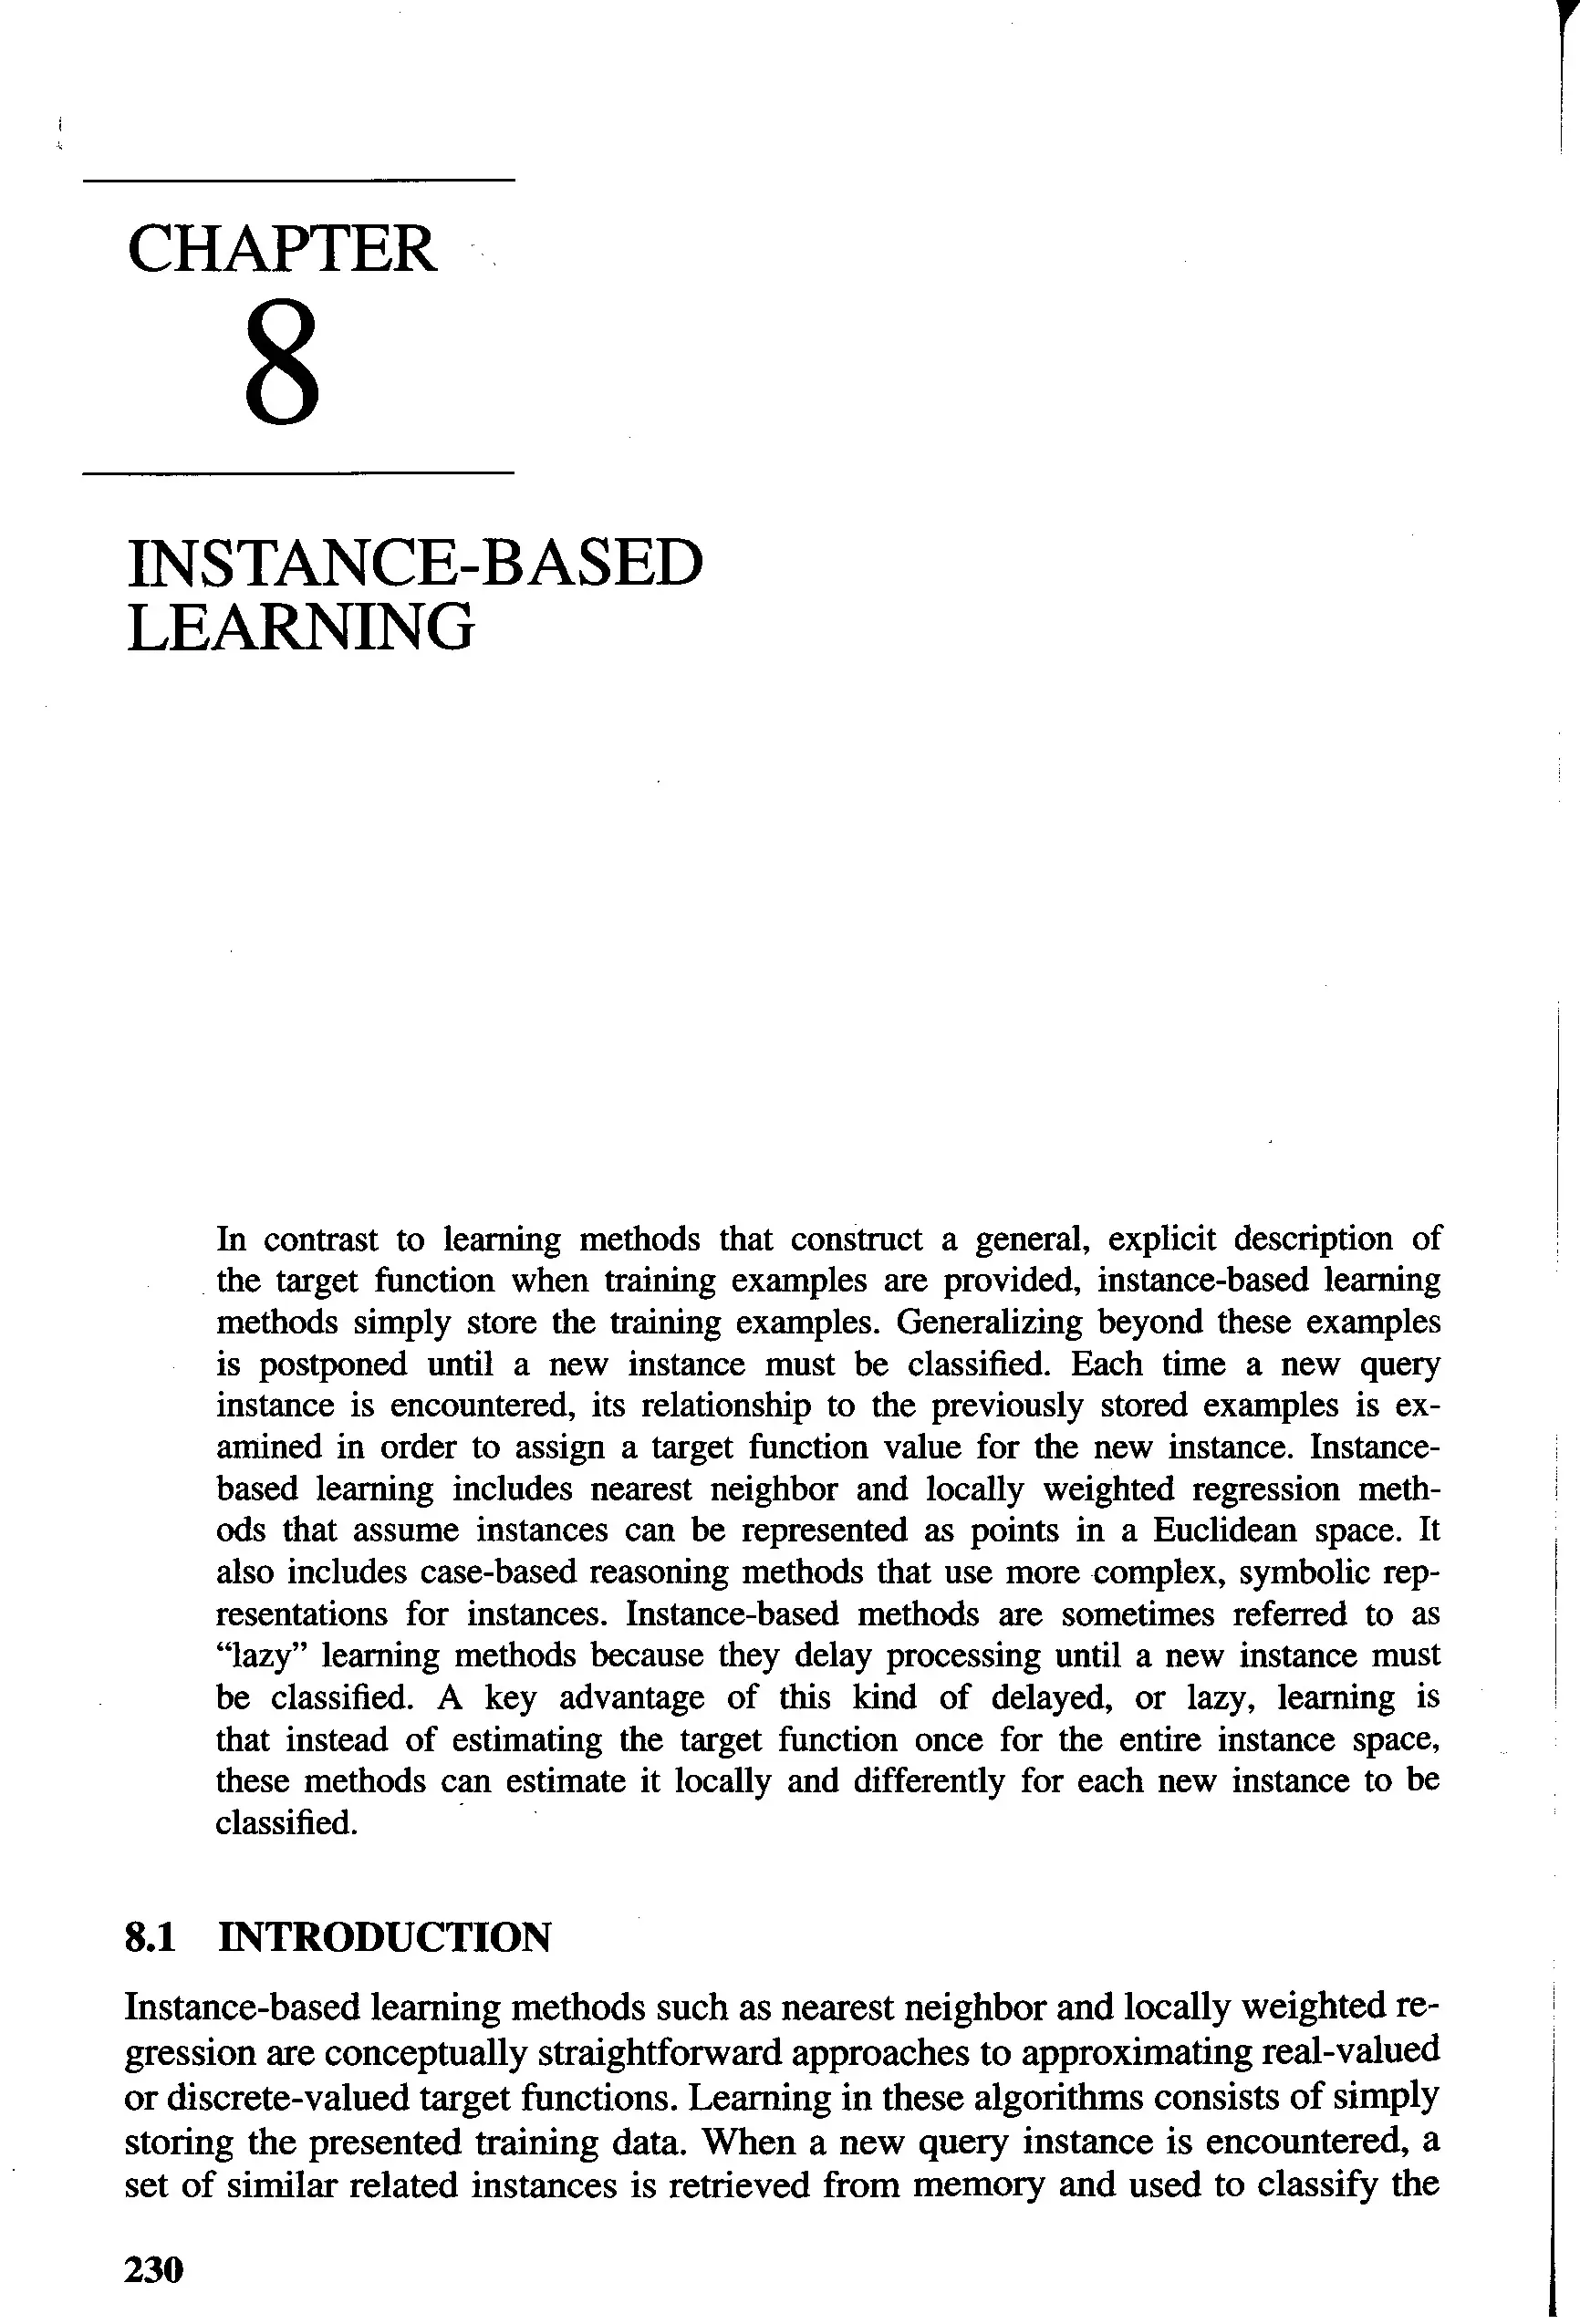 CHAPTER
8
INSTANCE-BASED
LEARNING
In contrast to learning methods that construct a general, explicit description of
the target function when training examples are provided, instance-based learning
methods simply store the training examples. Generalizing beyond these examples
is postponed until a new instance must be classified. Each time a new query
instance is encountered, its relationship to the previously stored examples is ex-
amined in order to assign a target function value for the new instance. Instance-
based learning includes nearest neighbor and locally weighted regression meth-
ods that assume instances can be represented as points in a Euclidean space. It
also includes case-based reasoning methods that use more complex, symbolic rep-
resentations for instances. Instance-based methods are sometimes referred to as
“lazy” learning methods because they delay processing until a new instance must
be classified. A key advantage of this kind of delayed, or lazy, learning is
that instead of estimating the target function once for the entire instance space,
these methods can estimate it locally and differently for each new instance to be
classified.
8.1 INTRODUCTION
Instance-based learning methods such as nearest neighbor and locally weighted re-
gression are conceptually straightforward approaches to approximating real-valued
or discrete-valued target functions. Learning in these algorithms consists of simply
storing the presented training data. When a new query instance is encountered, a
set of similar related instances is retrieved from memory and used to classify the
230